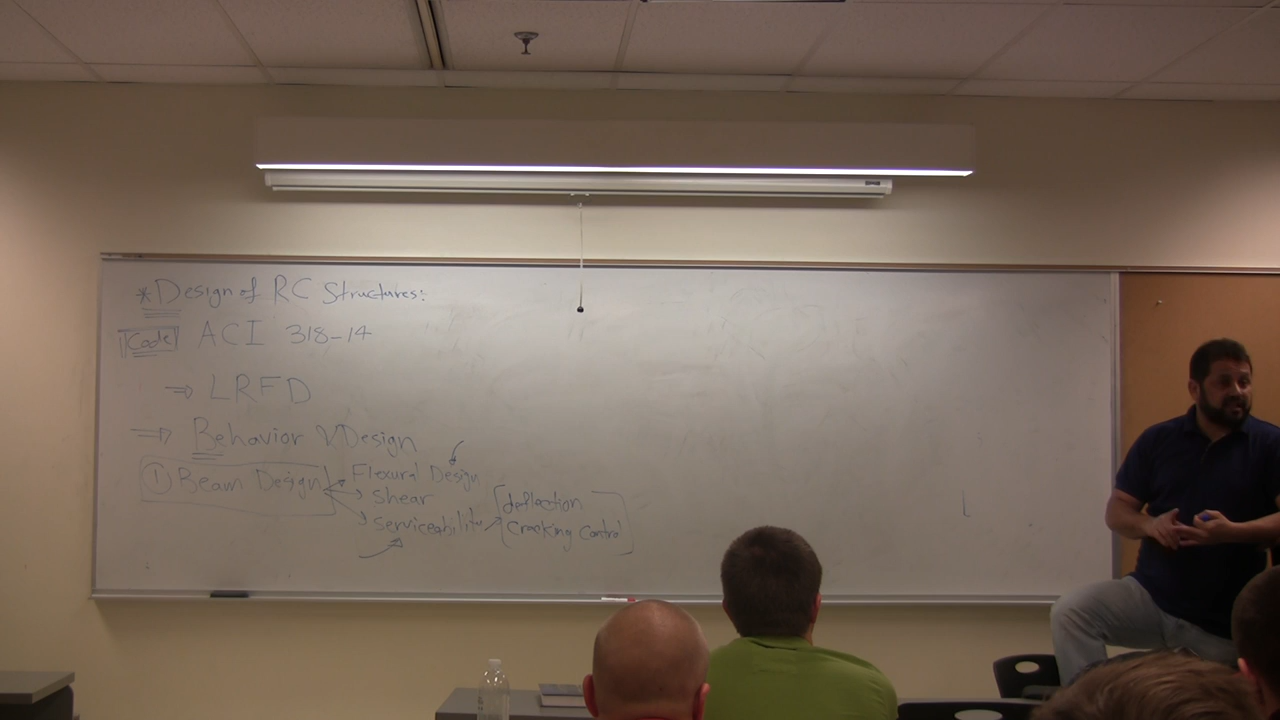 *Design of RC Structures:
Code ACI 318-14
⇒ LRFD
⇒ Behavior & Design
① Beam Design → Flexural Design
→ shear
→ serviceability → deflection
Cracking Control